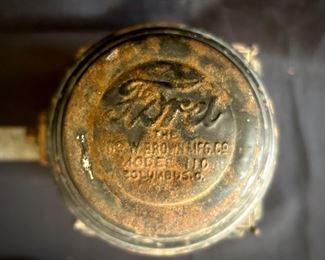 Ford
THE
W. BROWN MFG. CO
MODEL 110
COLUMBUS. O.